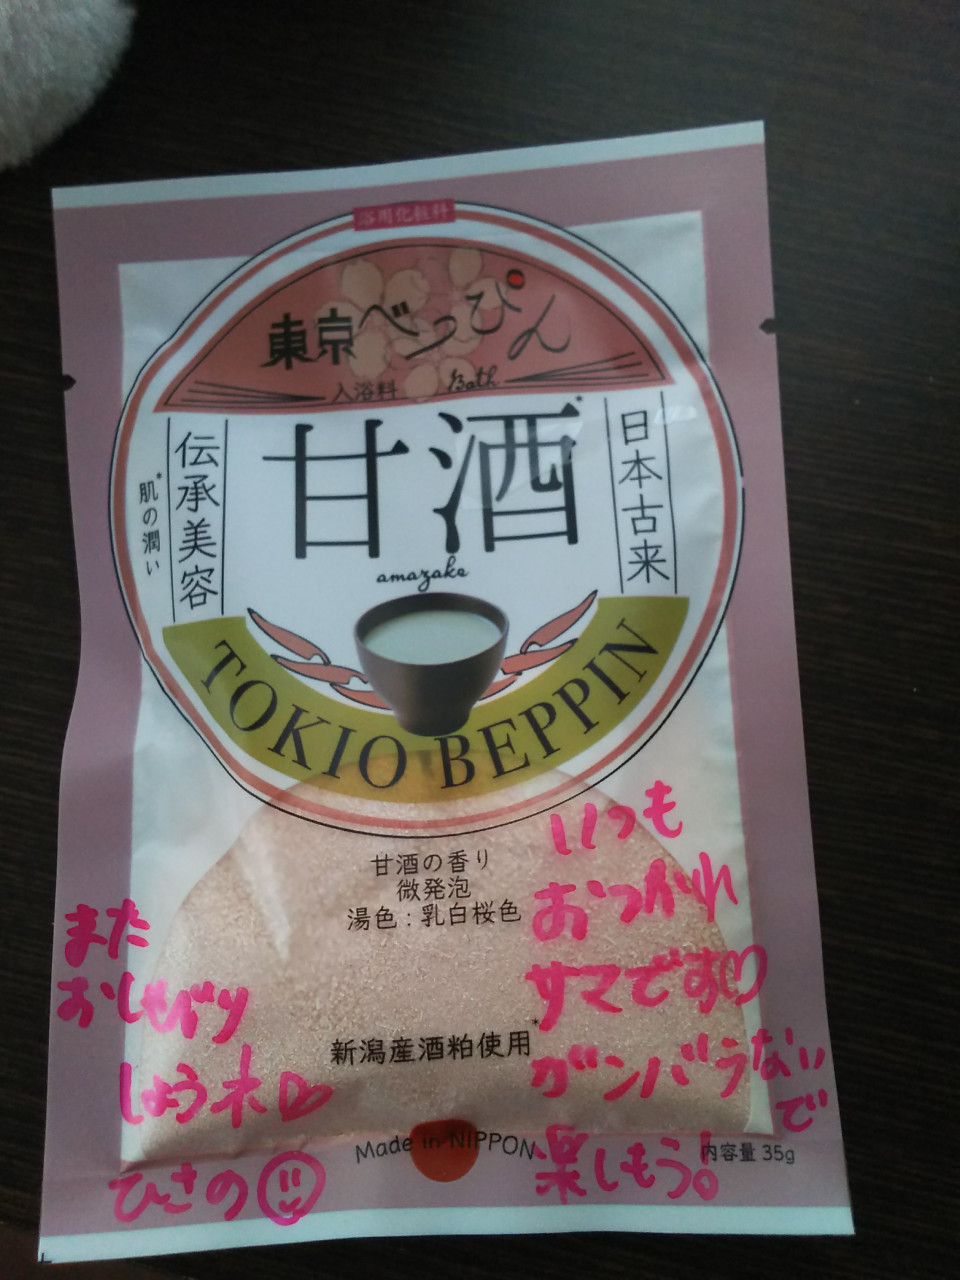 浴用化粧料
東京べっぴん
入浴料 Bath
甘酒*
amazake
日本古来
伝承美容
肌*の潤い
TOKIO BEPPIN
甘酒の香り
微発泡
湯色：乳白桜色
新潟産酒粕使用*
Made in NIPPON
内容量 35g
いつも
おつかれ
サマです♡
ガンバラない
で
楽しもう!
また
おしゃべり
しょうネ♡
ひさの☺